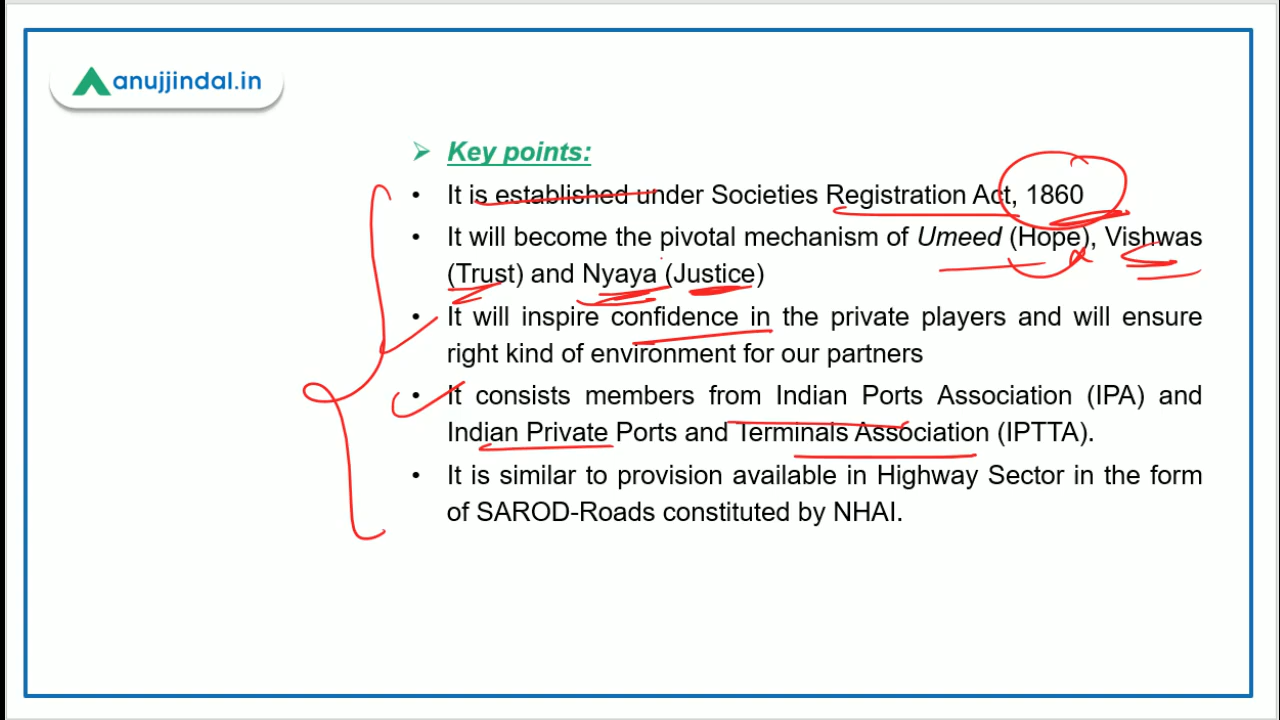 anujjindal.in
➢ Key points:
• It is established under Societies Registration Act, 1860
• It will become the pivotal mechanism of Umeed (Hope), Vishwas
(Trust) and Nyaya (Justice)
• It will inspire confidence in the private players and will ensure
right kind of environment for our partners
• It consists members from Indian Ports Association (IPA) and
Indian Private Ports and Terminals Association (IPTTA).
• It is similar to provision available in Highway Sector in the form
of SAROD-Roads constituted by NHAI.